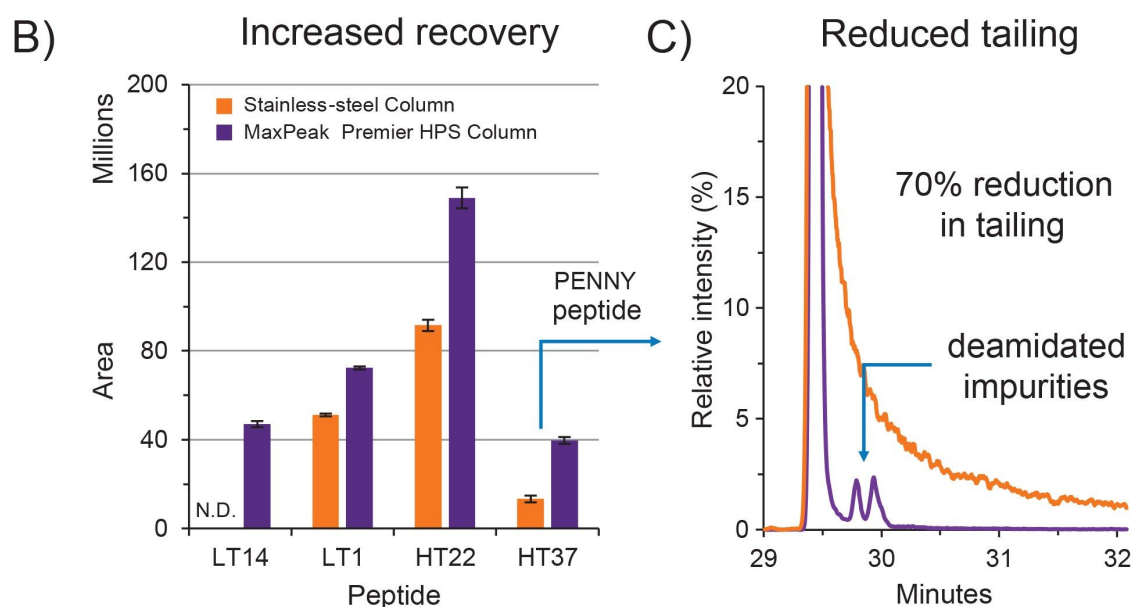 B)
Increased recovery
Millions
Area
200
160
120
80
40
0
Stainless-steel Column
MaxPeak Premier HPS Column
N.D.
PENNY
peptide
LT14
LT1
HT22
HT37
Peptide
C)
Reduced tailing
Relative intensity (%)
20
15
10
5
0
70% reduction
in tailing
deamidated
impurities
29
30
31
32
Minutes